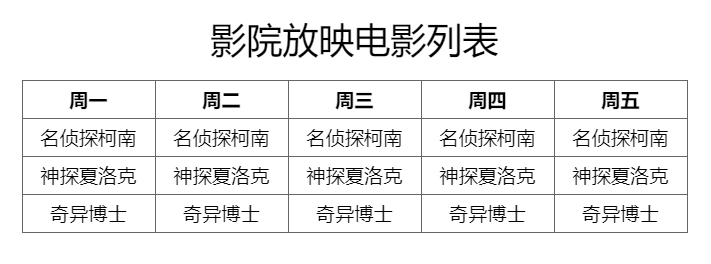 影院放映电影列表
周一 周二 周三 周四 周五
名侦探柯南 名侦探柯南 名侦探柯南 名侦探柯南 名侦探柯南
神探夏洛克 神探夏洛克 神探夏洛克 神探夏洛克 神探夏洛克
奇异博士 奇异博士 奇异博士 奇异博士 奇异博士